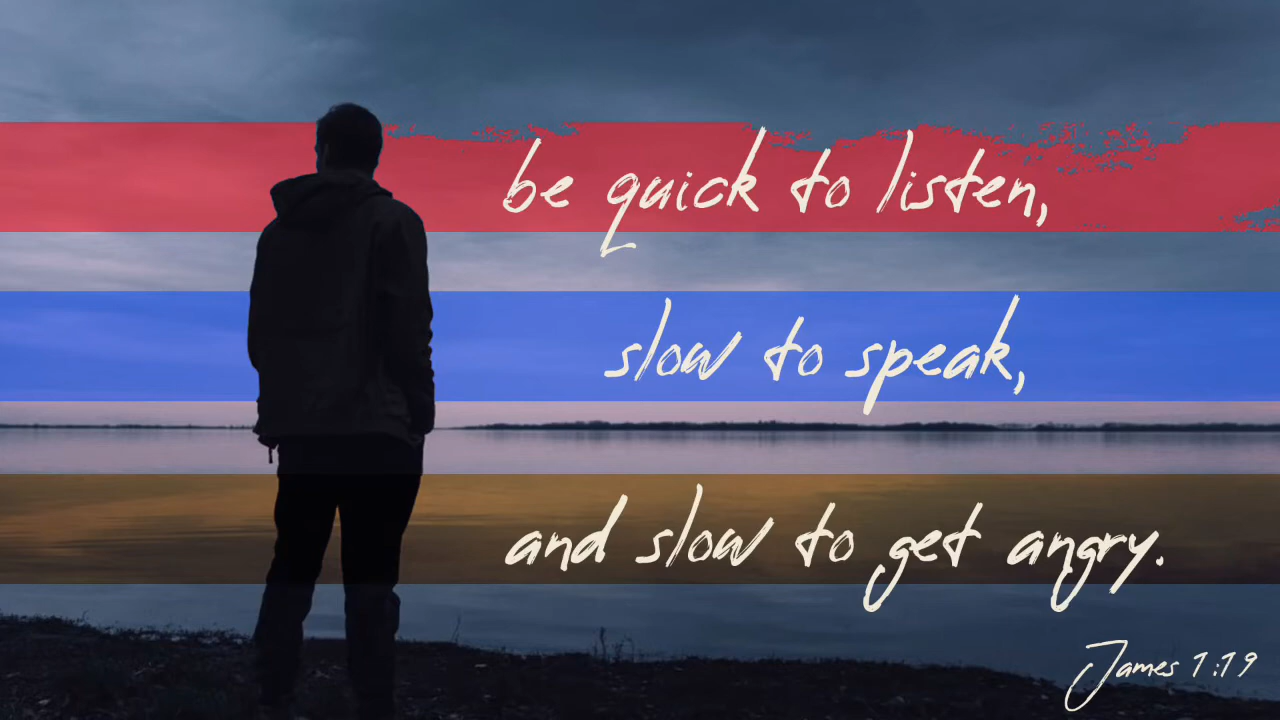 be quick to listen,
slow to speak,
and slow to get angry.
James 1:19